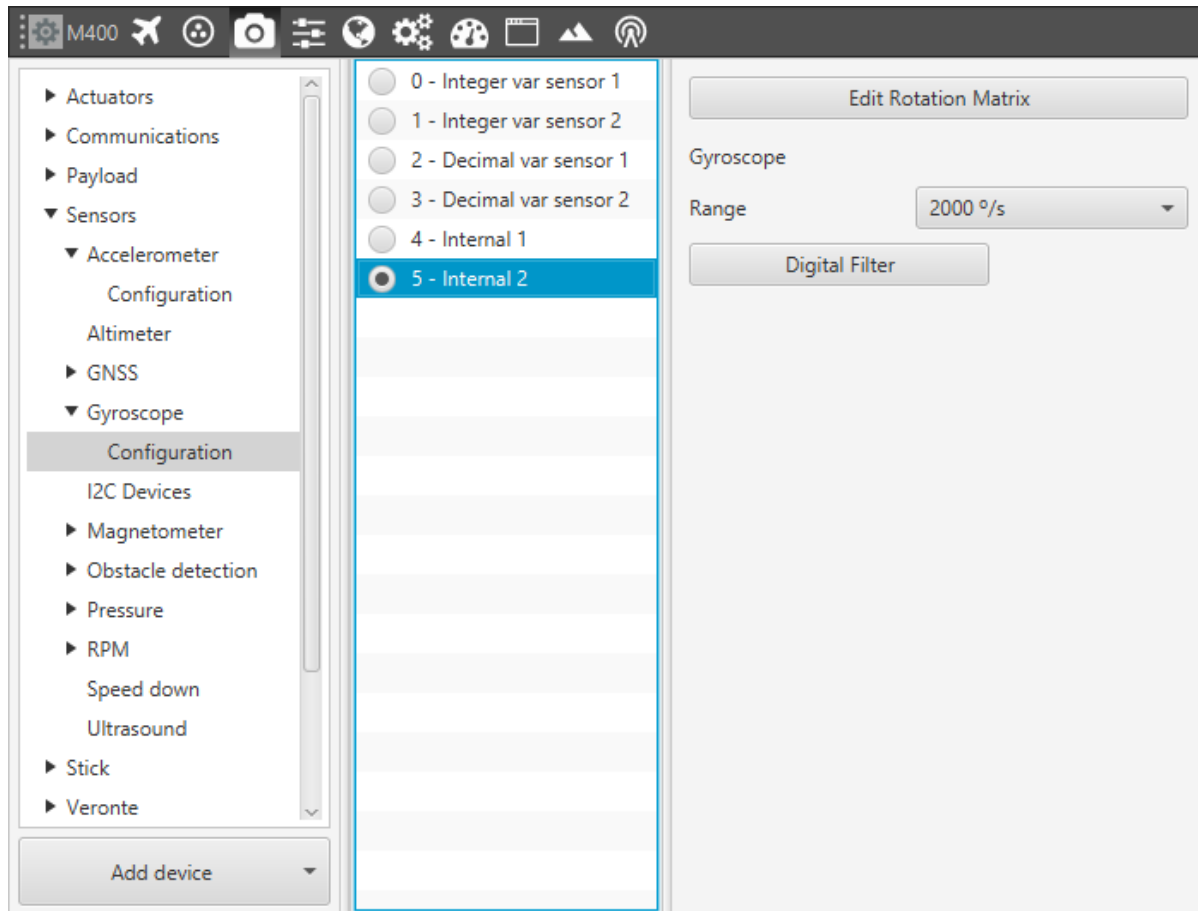 M400
Actuators
Communications
Payload
Sensors
Accelerometer
Configuration
Altimeter
GNSS
Gyroscope
Configuration
I2C Devices
Magnetometer
Obstacle detection
Pressure
RPM
Speed down
Ultrasound
Stick
Veronte
Add device
0 - Integer var sensor 1
1 - Integer var sensor 2
2 - Decimal var sensor 1
3 - Decimal var sensor 2
4 - Internal 1
5 - Internal 2
Edit Rotation Matrix
Gyroscope
Range 2000 º/s
Digital Filter